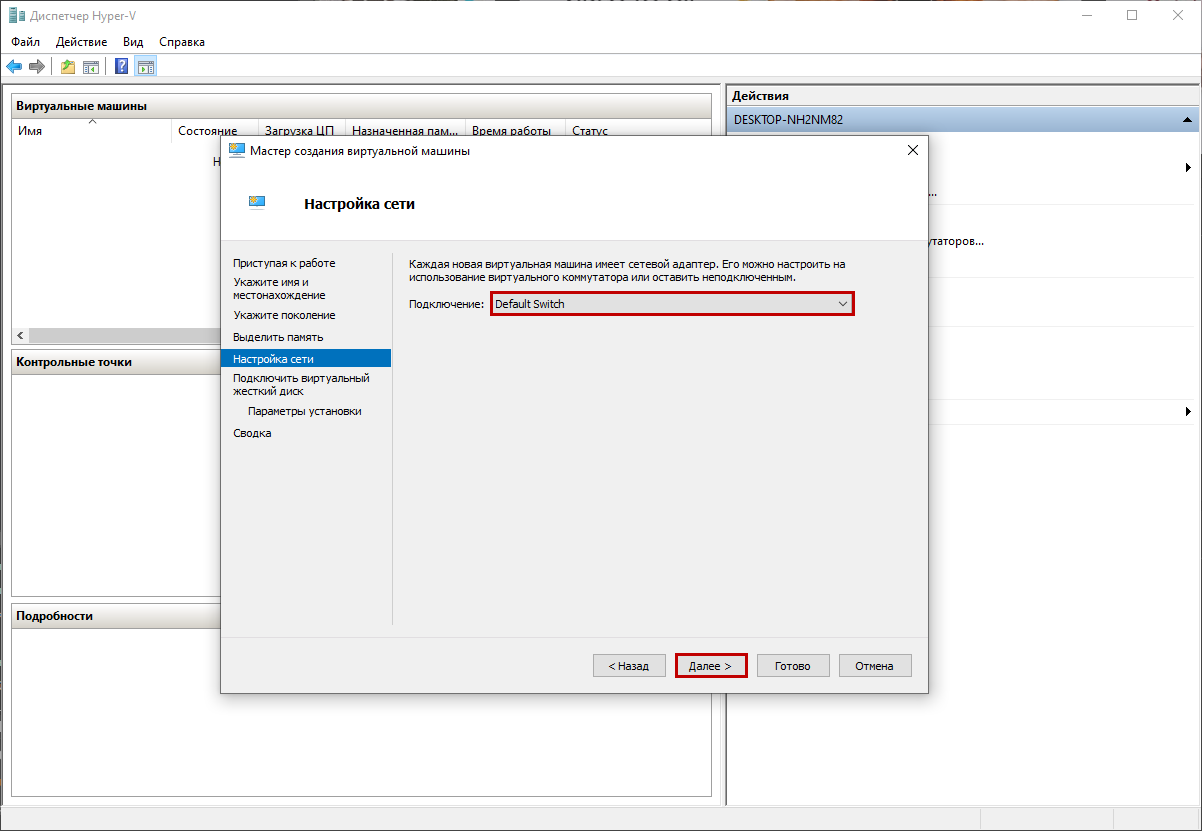 Диспетчер Hyper-V
Файл Действие Вид Справка
Виртуальные машины
Имя Состояние Загрузка ЦП Назначенная пам... Время работы Статус
Н
Действия
DESKTOP-NH2NM82
...
утаторов...
Мастер создания виртуальной машины
Настройка сети
Приступая к работе
Укажите имя и
местонахождение
Укажите поколение
Выделить память
Настройка сети
Подключить виртуальный
жесткий диск
Параметры установки
Сводка
Каждая новая виртуальная машина имеет сетевой адаптер. Его можно настроить на
использование виртуального коммутатора или оставить неподключенным.
Подключение: Default Switch
< Назад Далее > Готово Отмена
Контрольные точки
Подробности